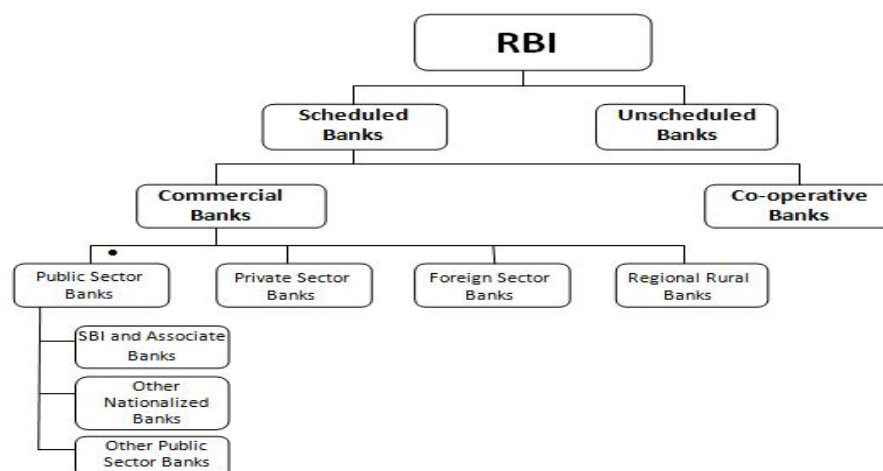 RBI
Scheduled
Banks
Unscheduled
Banks
Commercial
Banks
Co-operative
Banks
Public Sector
Banks
Private Sector
Banks
Foreign Sector
Banks
Regional Rural
Banks
SBI and Associate
Banks
Other
Nationalized
Banks
Other Public
Sector Banks